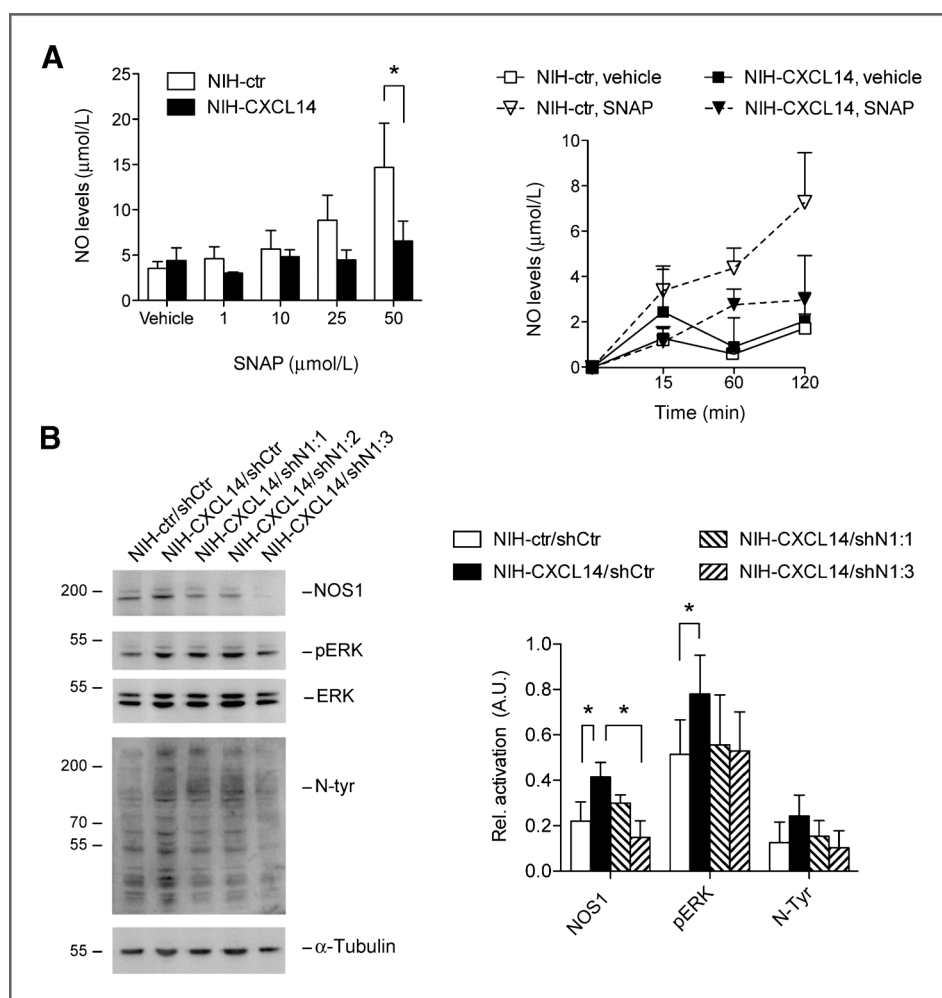 A
NIH-ctr
NIH-CXCL14
*
25
20
15
10
5
0
NO levels (µmol/L)
Vehicle 1 10 25 50
SNAP (µmol/L)
NIH-ctr, vehicle
NIH-CXCL14, vehicle
NIH-ctr, SNAP
NIH-CXCL14, SNAP
10
8
6
4
2
0
NO levels (µmol/L)
15 60 120
Time (min)
B
NIH-ctr/shCtr
NIH-CXCL14/shCtr
NIH-CXCL14/shN1:1
NIH-CXCL14/shN1:2
NIH-CXCL14/shN1:3
200 – –NOS1
55 –
–pERK
55 –
–ERK
200 –
–N-tyr
70 –
55 –
55 – –α-Tubulin
NIH-ctr/shCtr
NIH-CXCL14/shN1:1
NIH-CXCL14/shCtr
NIH-CXCL14/shN1:3
1.0
0.8
0.6
0.4
0.2
0.0
Rel. activation (A.U.)
*
* *
NOS1
pERK
N-Tyr